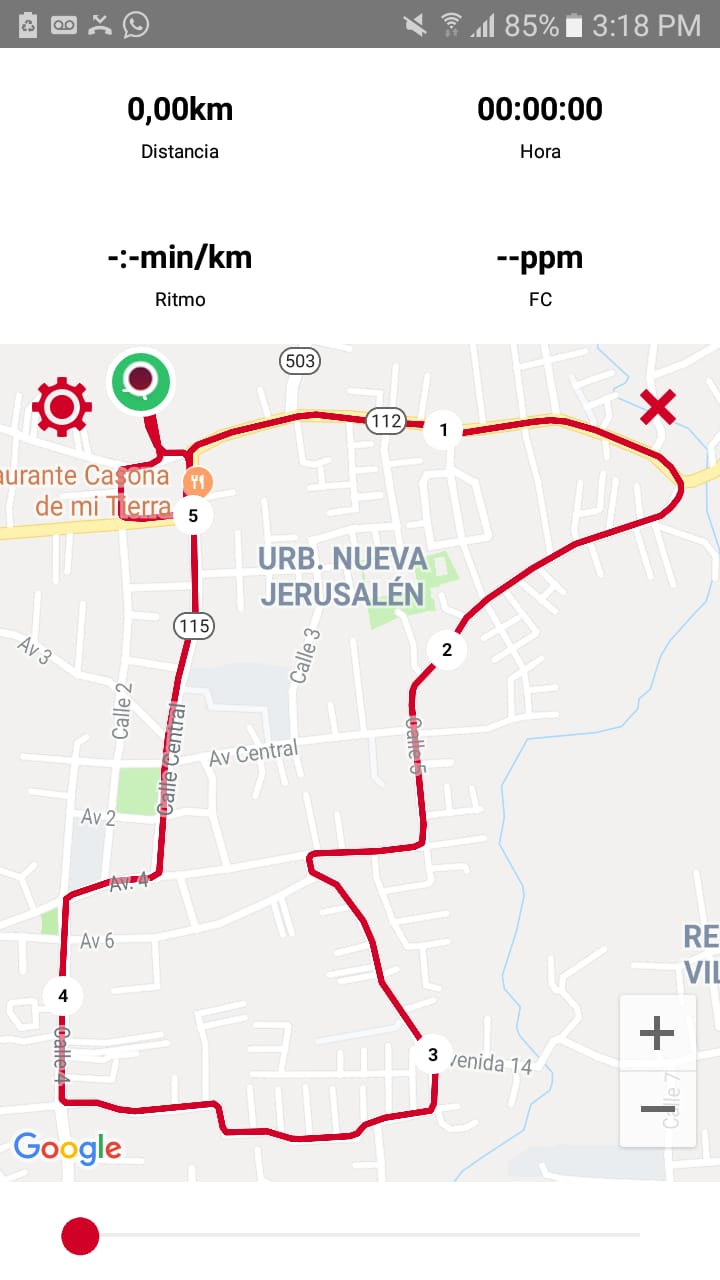 85% 3:18 PM
0,00km
Distancia
00:00:00
Hora
-:-min/km
Ritmo
--ppm
FC
503
112
1
aurante Casona
de mi Tierra
5
URB. NUEVA
JERUSALÉN
115
2
Av 3
Calle 3
Calle 2
Calle Central
Calle 5
Av Central
Av 2
Av. 4
Av 6
RE
VIL
4
3
venida 14
Calle 4
Calle 7
+
−
Google